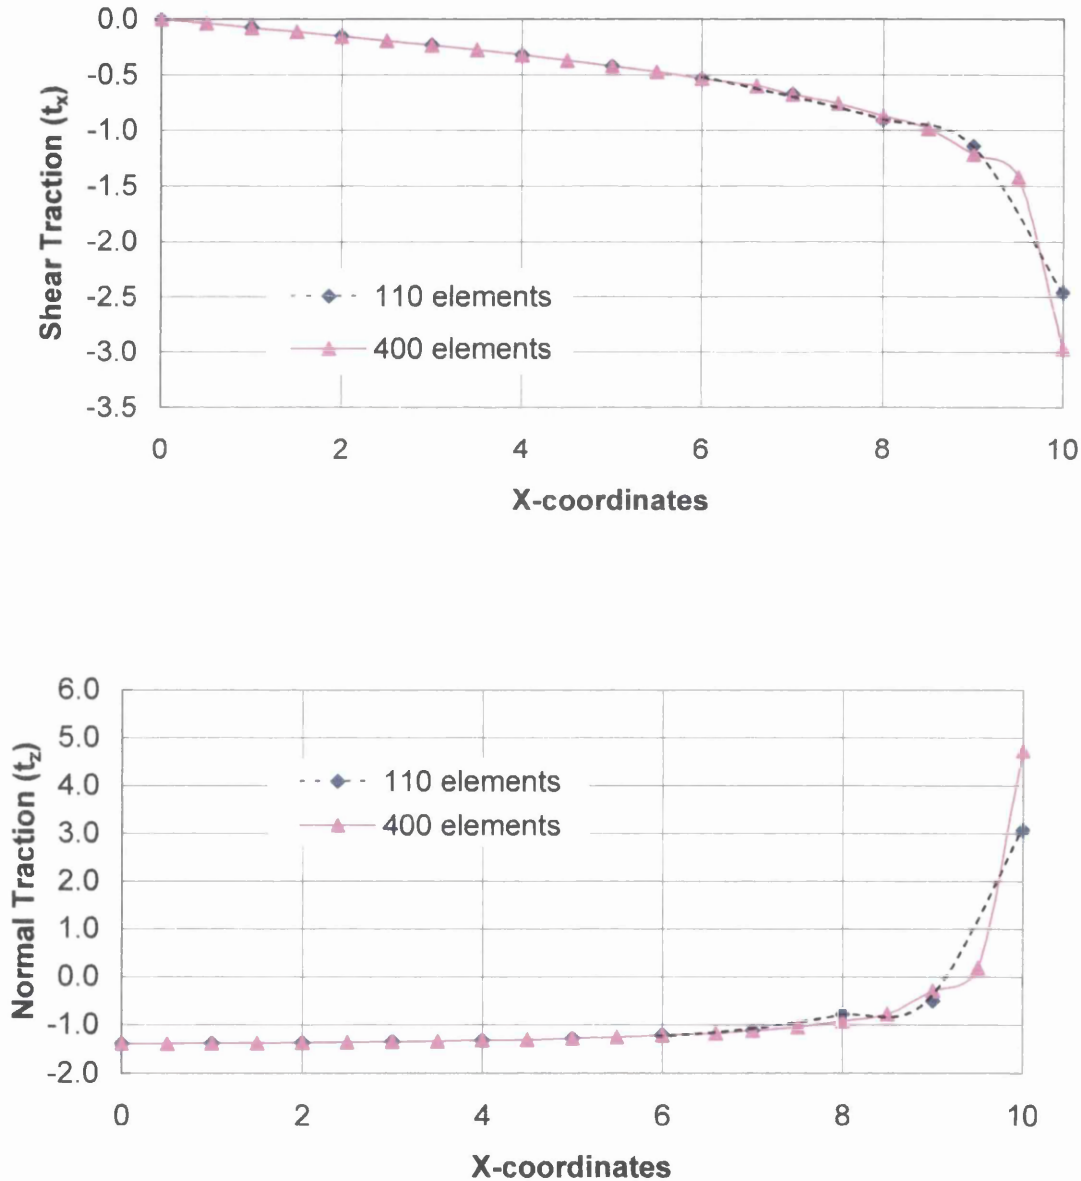 0.0
-0.5
-1.0
-1.5
-2.0
-2.5
-3.0
-3.5
Shear Traction (tx)
110 elements
400 elements
0 2 4 6 8 10
X-coordinates
6.0
5.0
4.0
3.0
2.0
1.0
0.0
-1.0
-2.0
Normal Traction (tz)
110 elements
400 elements
0 2 4 6 8 10
X-coordinates